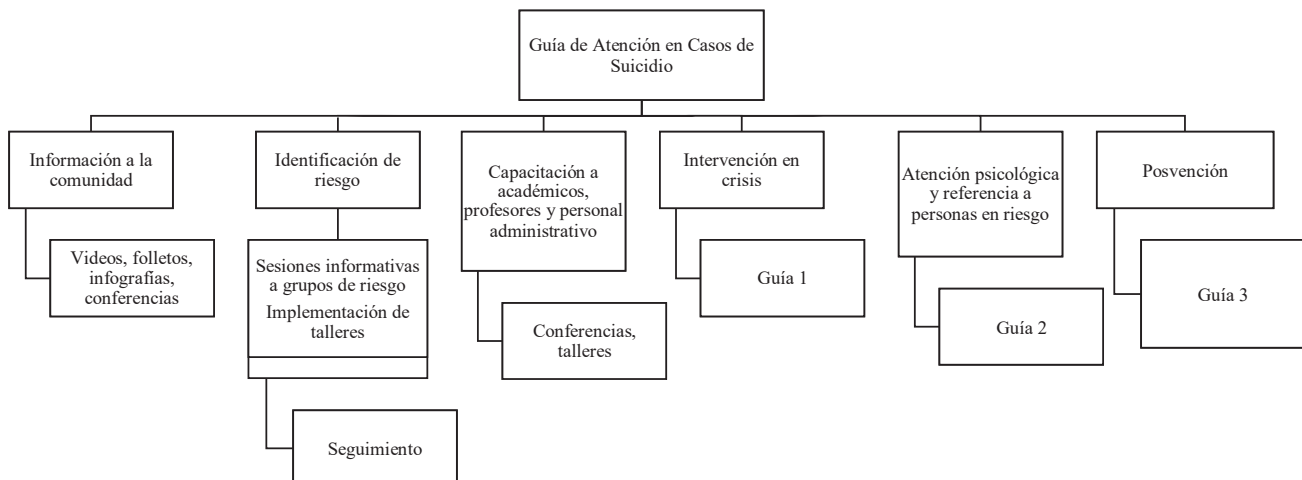 Guía de Atención en Casos de
Suicidio
Información a la
comunidad
Videos, folletos,
infografías,
conferencias
Identificación de
riesgo
Sesiones informativas
a grupos de riesgo
Implementación de
talleres
Seguimiento
Capacitación a
académicos,
profesores y personal
administrativo
Conferencias,
talleres
Intervención en
crisis
Guía 1
Atención psicológica
y referencia a
personas en riesgo
Guía 2
Posvención
Guía 3